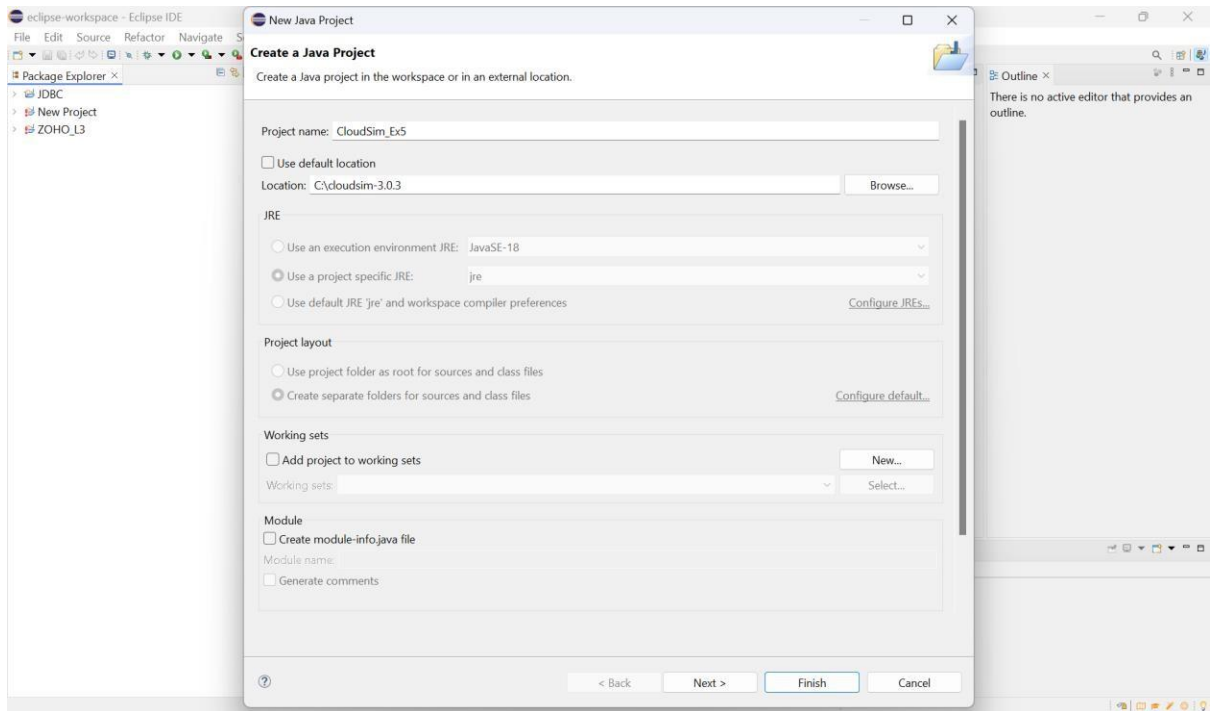 eclipse-workspace - Eclipse IDE
File Edit Source Refactor Navigate S
Package Explorer ×
JDBC
New Project
ZOHO_L3
New Java Project
Create a Java Project
Create a Java project in the workspace or in an external location.
Project name: CloudSim_Ex5
Use default location
Location: C:\cloudsim-3.0.3 Browse...
JRE
Use an execution environment JRE: JavaSE-18
Use a project specific JRE: jre
Use default JRE 'jre' and workspace compiler preferences Configure JREs...
Project layout
Use project folder as root for sources and class files
Create separate folders for sources and class files Configure default...
Working sets
Add project to working sets New...
Working sets: Select...
Module
Create module-info.java file
Module name:
Generate comments
< Back Next > Finish Cancel
Outline ×
There is no active editor that provides an
outline.